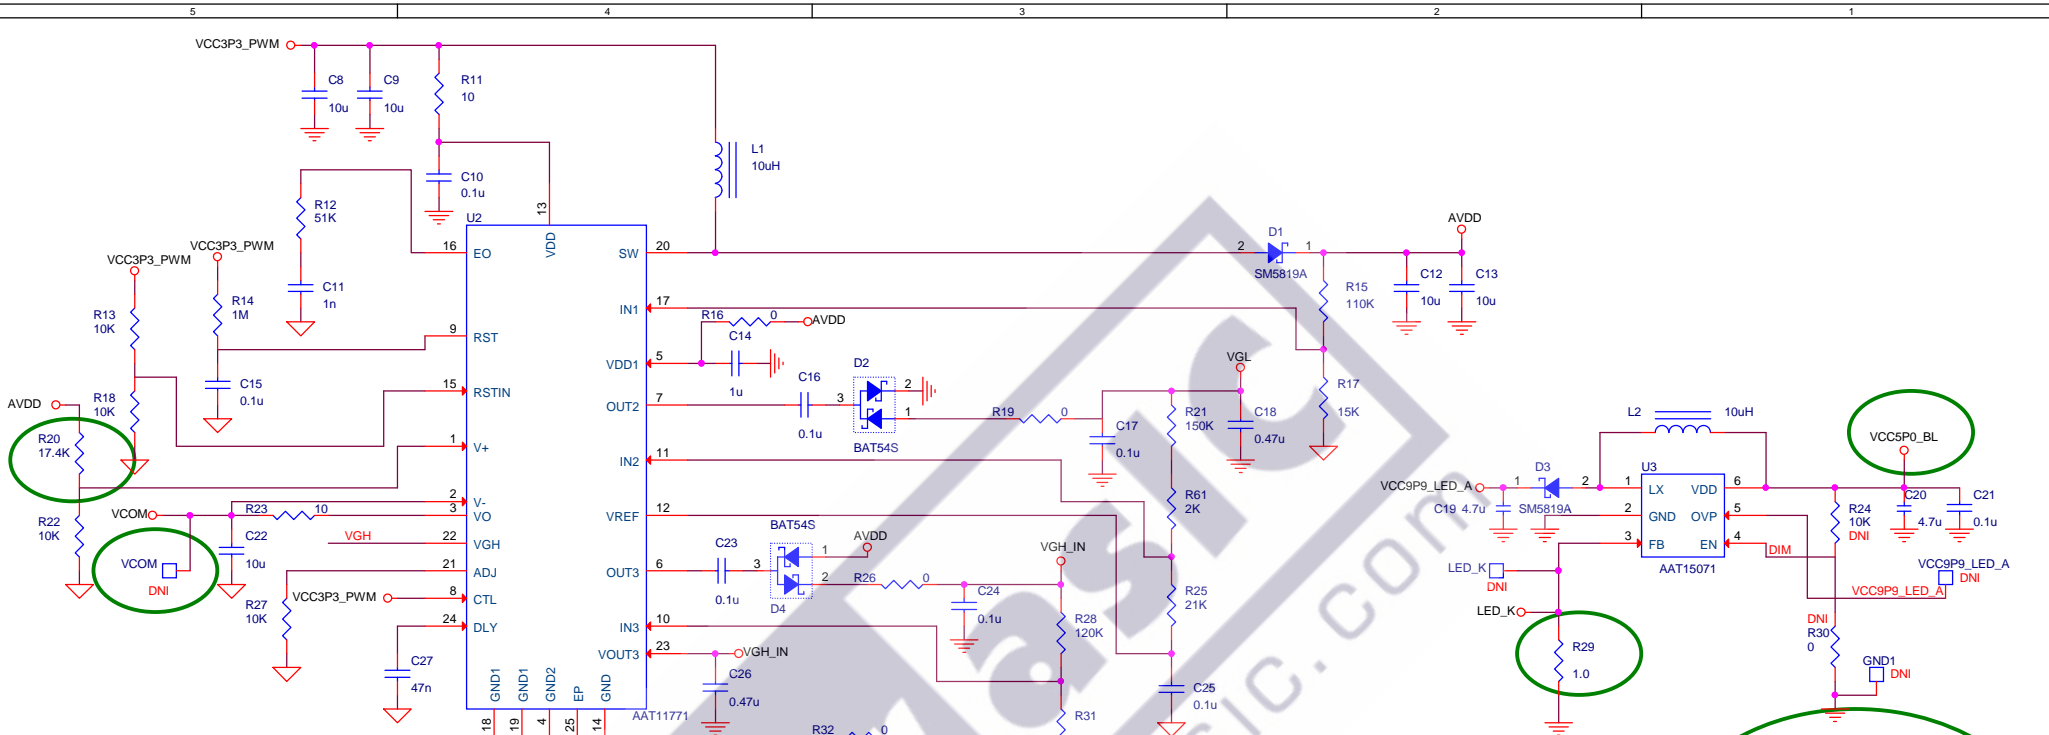 5 4 3 2 1
VCC3P3_PWM
C8
10u
C9
10u
R11
10
C10
0.1u
L1
10uH
R12
51K
C11
1n
VCC3P3_PWM
VCC3P3_PWM
R13
10K
R14
1M
C15
0.1u
R18
10K
AVDD
R20
17.4K
R22
10K
VCOM
VCOM
DNI
R23 10
C22
10u
VGH
R27
10K
VCC3P3_PWM
C27
47n
U2
13
VDD
16 EO
9 RST
15 RSTIN
1 V+
2 V-
3 VO
22 VGH
21 ADJ
8 CTL
24 DLY
SW 20
IN1 17
VDD1 5
OUT2 7
IN2 11
VREF 12
OUT3 6
IN3 10
VOUT3 23
GND1 GND1 GND2 EP GND
18 19 4 25 14
AAT11771
R16 0 AVDD
C14
1u
C16
0.1u
D2
3 2 1
BAT54S
R19 0
C17
0.1u
VGL
R21
150K
C18
0.47u
R61
2K
R25
21K
C25
0.1u
2 D1 1
SM5819A
AVDD
R15
110K
C12
10u
C13
10u
R17
15K
BAT54S
C23
0.1u
3 1 2
D4
AVDD
R26 0
VGH_IN
C24
0.1u
R28
120K
R31
VGH_IN
C26
0.47u
R32 0
L2 10uH
VCC5P0_BL
VCC9P9_LED_A
1 D3 2
SM5819A
C19 4.7u
U3
1 LX
2 GND
3 FB
VDD 6
OVP 5
EN 4
AAT15071
R24
10K
DNI
C20
4.7u
C21
0.1u
DIM
VCC9P9_LED_A
DNI
VCC9P9_LED_A
LED_K
DNI
LED_K
R29
1.0
DNI
R30
0
GND1
DNI
asic
sic.com